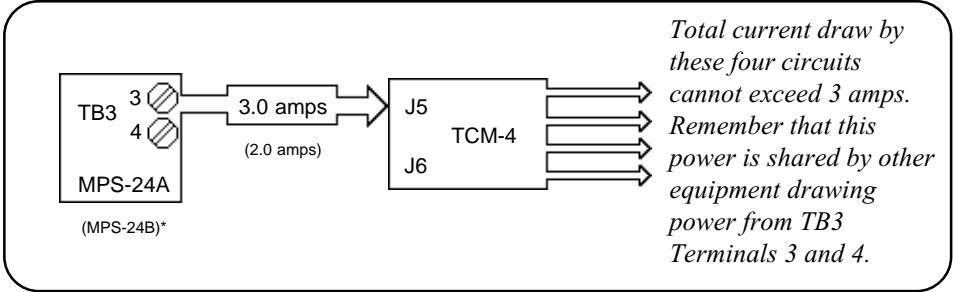 TB3
3
4
MPS-24A
(MPS-24B)*
3.0 amps
(2.0 amps)
J5
TCM-4
J6
Total current draw by
these four circuits
cannot exceed 3 amps.
Remember that this
power is shared by other
equipment drawing
power from TB3
Terminals 3 and 4.